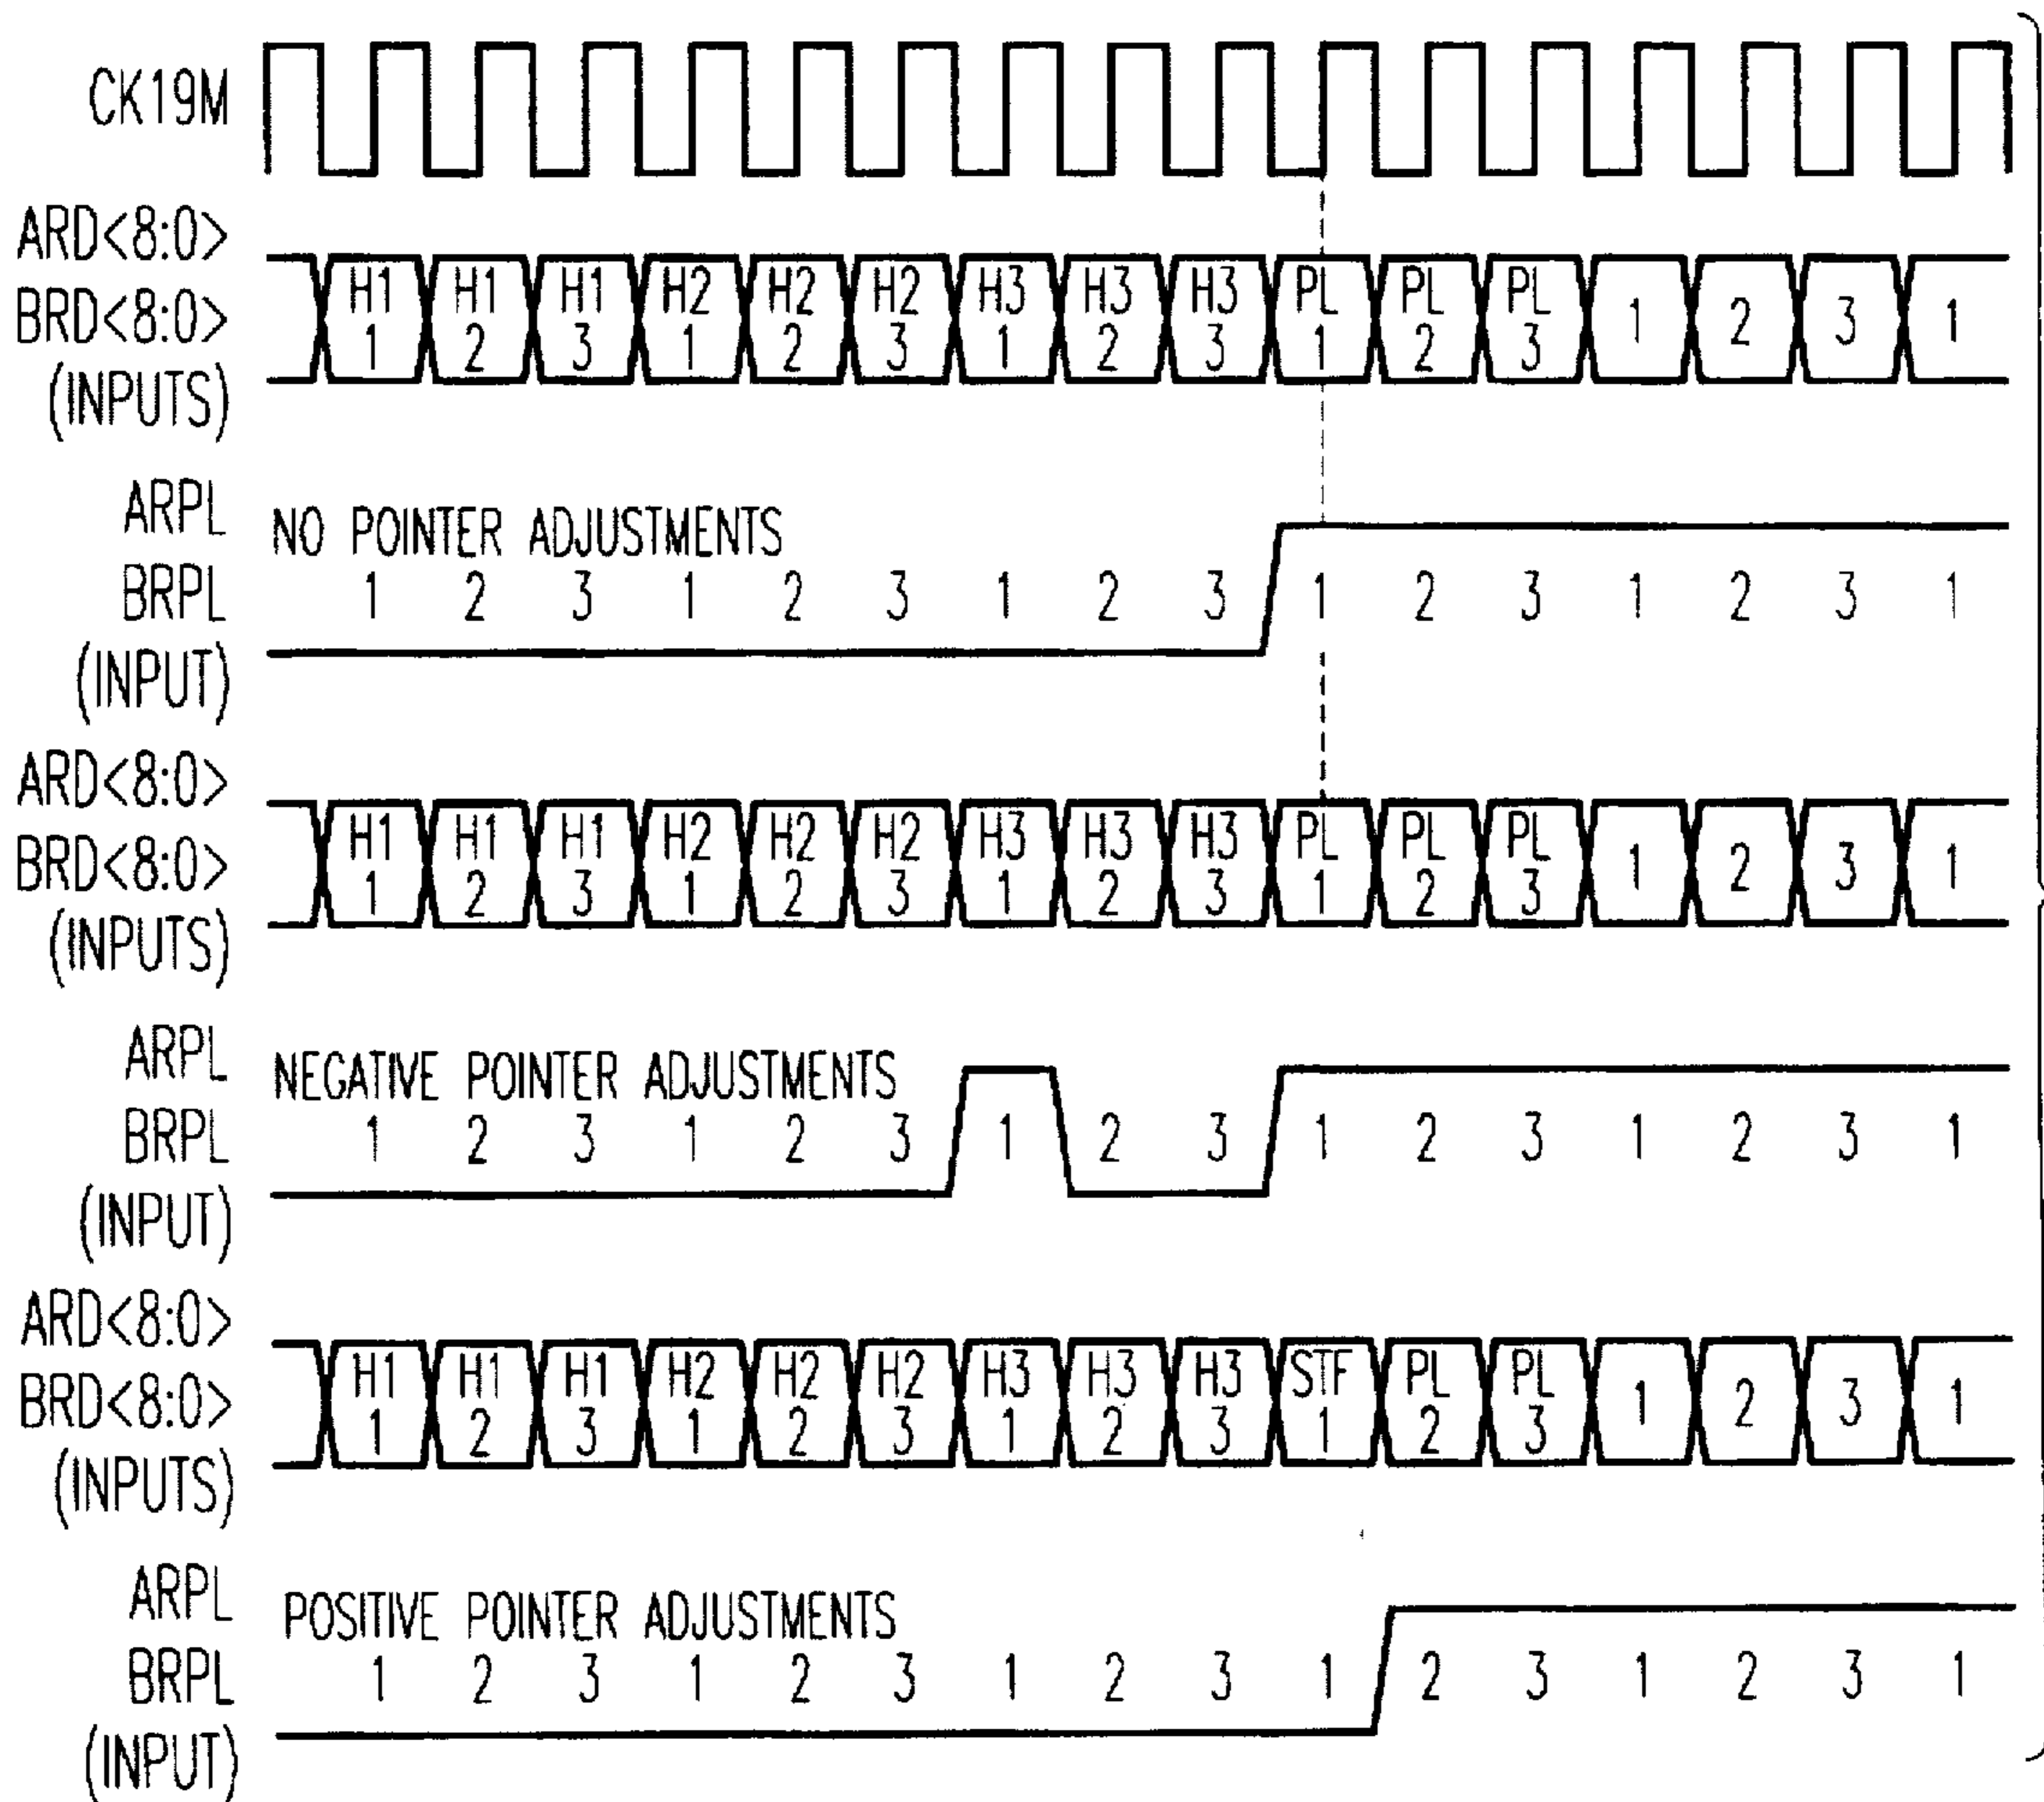 CK19M
ARD<8:0>
BRD<8:0>
(INPUTS)
H1 H1 H1 H2 H2 H2 H3 H3 H3 PL PL PL 1 2 3 1
1 2 3 1 2 3 1 2 3 1 2 3
ARPL
BRPL
(INPUT)
NO POINTER ADJUSTMENTS
1 2 3 1 2 3 1 2 3 1 2 3 1 2 3 1
ARD<8:0>
BRD<8:0>
(INPUTS)
H1 H1 H1 H2 H2 H2 H3 H3 H3 PL PL PL 1 2 3 1
1 2 3 1 2 3 1 2 3 1 2 3
ARPL
BRPL
(INPUT)
NEGATIVE POINTER ADJUSTMENTS
1 2 3 1 2 3 1 2 3 1 2 3 1 2 3 1
ARD<8:0>
BRD<8:0>
(INPUTS)
H1 H1 H1 H2 H2 H2 H3 H3 H3 STF PL PL 1 2 3 1
1 2 3 1 2 3 1 2 3 1 2 3
ARPL
BRPL
(INPUT)
POSITIVE POINTER ADJUSTMENTS
1 2 3 1 2 3 1 2 3 1 2 3 1 2 3 1